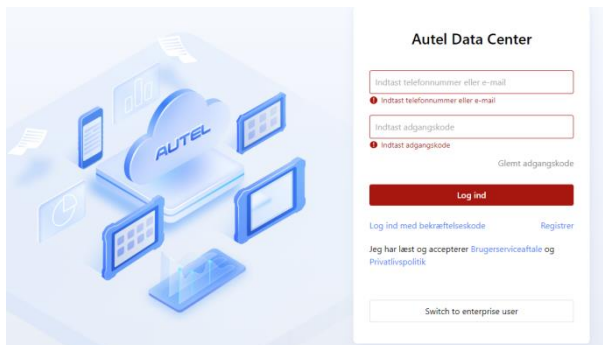 AUTEL
Autel Data Center
Indtast telefonnummer eller e-mail
Indtast telefonnummer eller e-mail
Indtast adgangskode
Indtast adgangskode
Glemt adgangskode
Log ind
Log ind med bekræftelseskode Registrer
Jeg har læst og accepterer Brugerserviceaftale og
Privatlivspolitik
Switch to enterprise user